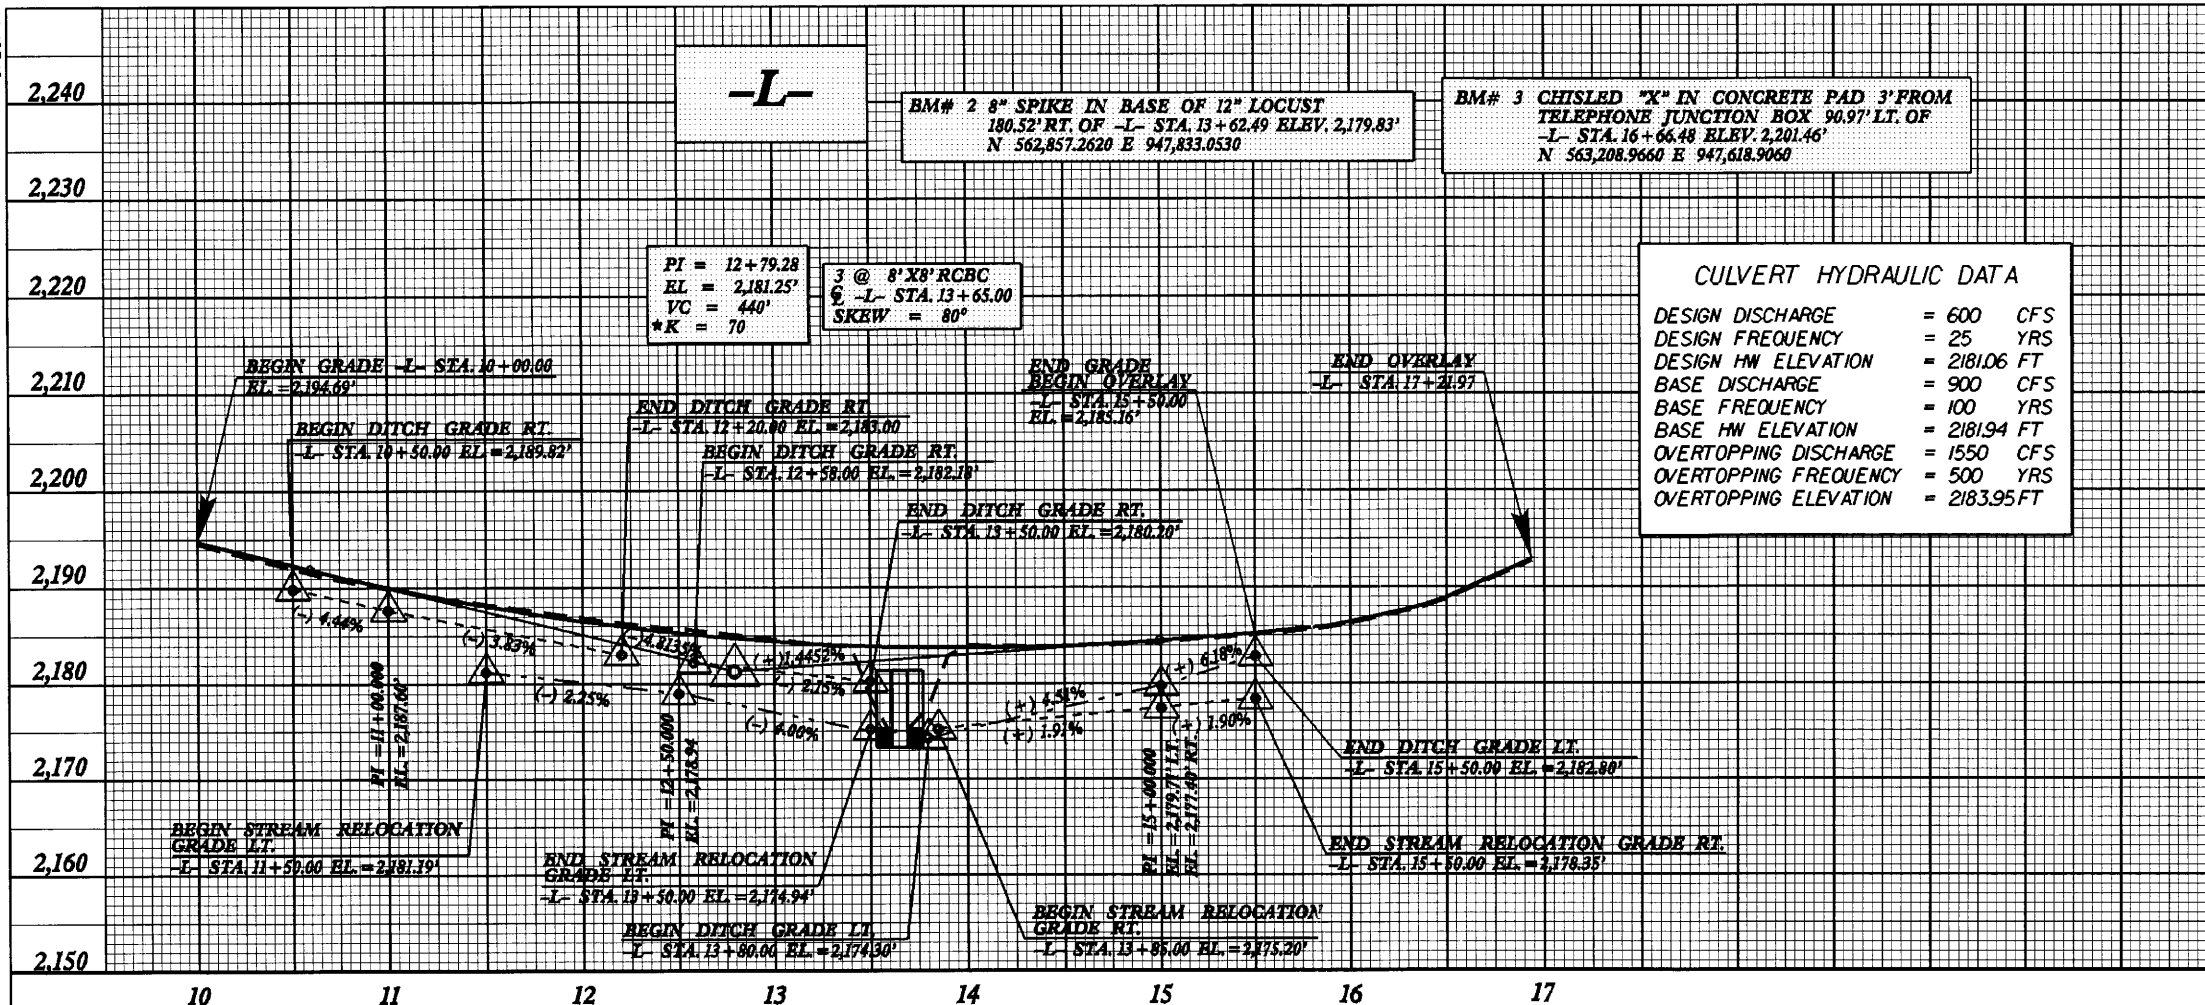 -L-
BM# 2 8" SPIKE IN BASE OF 12" LOCUST
180.52' RT. OF -L- STA. 13+62.49 ELEV. 2,179.83'
N 562,857.2620 E 947,833.0530
BM# 3 CHISLED "X" IN CONCRETE PAD 3' FROM
TELEPHONE JUNCTION BOX 90.97' LT. OF
-L- STA. 16+66.48 ELEV. 2,201.46'
N 563,208.9660 E 947,618.9060
2,240
2,230
2,220
2,210
2,200
2,190
2,180
2,170
2,160
2,150
PI = 12+79.28
EL = 2,181.25'
VC = 440'
*K = 70
3 @ 8'X8' RCBC
℄ -L- STA. 13+65.00
SKEW = 80°
CULVERT HYDRAULIC DATA
DESIGN DISCHARGE = 600 CFS
DESIGN FREQUENCY = 25 YRS
DESIGN HW ELEVATION = 2181.06 FT
BASE DISCHARGE = 900 CFS
BASE FREQUENCY = 100 YRS
BASE HW ELEVATION = 2181.94 FT
OVERTOPPING DISCHARGE = 1550 CFS
OVERTOPPING FREQUENCY = 500 YRS
OVERTOPPING ELEVATION = 2183.95 FT
BEGIN GRADE -L- STA. 10+00.00
EL. = 2,194.69'
BEGIN DITCH GRADE RT.
-L- STA. 10+50.00 EL. = 2,189.82'
END DITCH GRADE RT.
-L- STA. 12+20.00 EL. = 2,183.00
BEGIN DITCH GRADE RT.
-L- STA. 12+58.00 EL. = 2,182.18'
END DITCH GRADE RT.
-L- STA. 13+50.00 EL. = 2,180.20'
END GRADE
BEGIN OVERLAY
-L- STA. 15+50.00
EL. = 2,185.16'
END OVERLAY
-L- STA. 17+21.97
(-) 4.44%
(-) 3.83%
(-) 4.8135%
(+) 1.4452%
(-) 2.15%
(-) 2.25%
(-) 4.00%
(+) 4.51%
(+) 6.18%
(+) 1.91%
(+) 1.90%
PI = 11+00.000
EL. = 2,187.60'
PI = 12+50.000
EL. = 2,178.94
PI = 15+00.000
EL. = 2,179.71' LT.
EL. = 2,177.40' RT.
END DITCH GRADE LT.
-L- STA. 15+50.00 EL. = 2,182.80'
BEGIN STREAM RELOCATION
GRADE LT.
-L- STA. 11+50.00 EL. = 2,181.19'
END STREAM RELOCATION
GRADE LT.
-L- STA. 13+50.00 EL. = 2,174.94'
BEGIN DITCH GRADE LT.
-L- STA. 13+80.00 EL. = 2,174.30'
BEGIN STREAM RELOCATION
GRADE RT.
-L- STA. 13+85.00 EL. = 2,175.20'
END STREAM RELOCATION GRADE RT.
-L- STA. 15+50.00 EL. = 2,178.35'
10 11 12 13 14 15 16 17